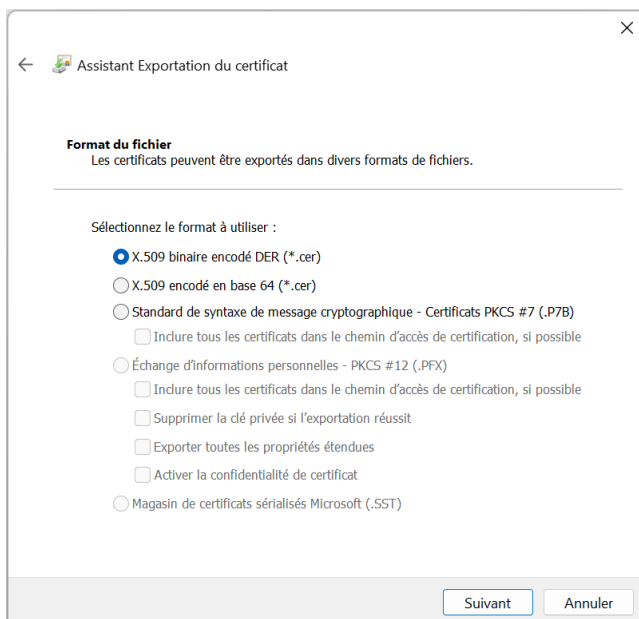 Assistant Exportation du certificat
Format du fichier
Les certificats peuvent être exportés dans divers formats de fichiers.
Sélectionnez le format à utiliser :
X.509 binaire encodé DER (*.cer)
X.509 encodé en base 64 (*.cer)
Standard de syntaxe de message cryptographique - Certificats PKCS #7 (.P7B)
Inclure tous les certificats dans le chemin d’accès de certification, si possible
Échange d’informations personnelles - PKCS #12 (.PFX)
Inclure tous les certificats dans le chemin d’accès de certification, si possible
Supprimer la clé privée si l’exportation réussit
Exporter toutes les propriétés étendues
Activer la confidentialité de certificat
Magasin de certificats sérialisés Microsoft (.SST)
Suivant Annuler